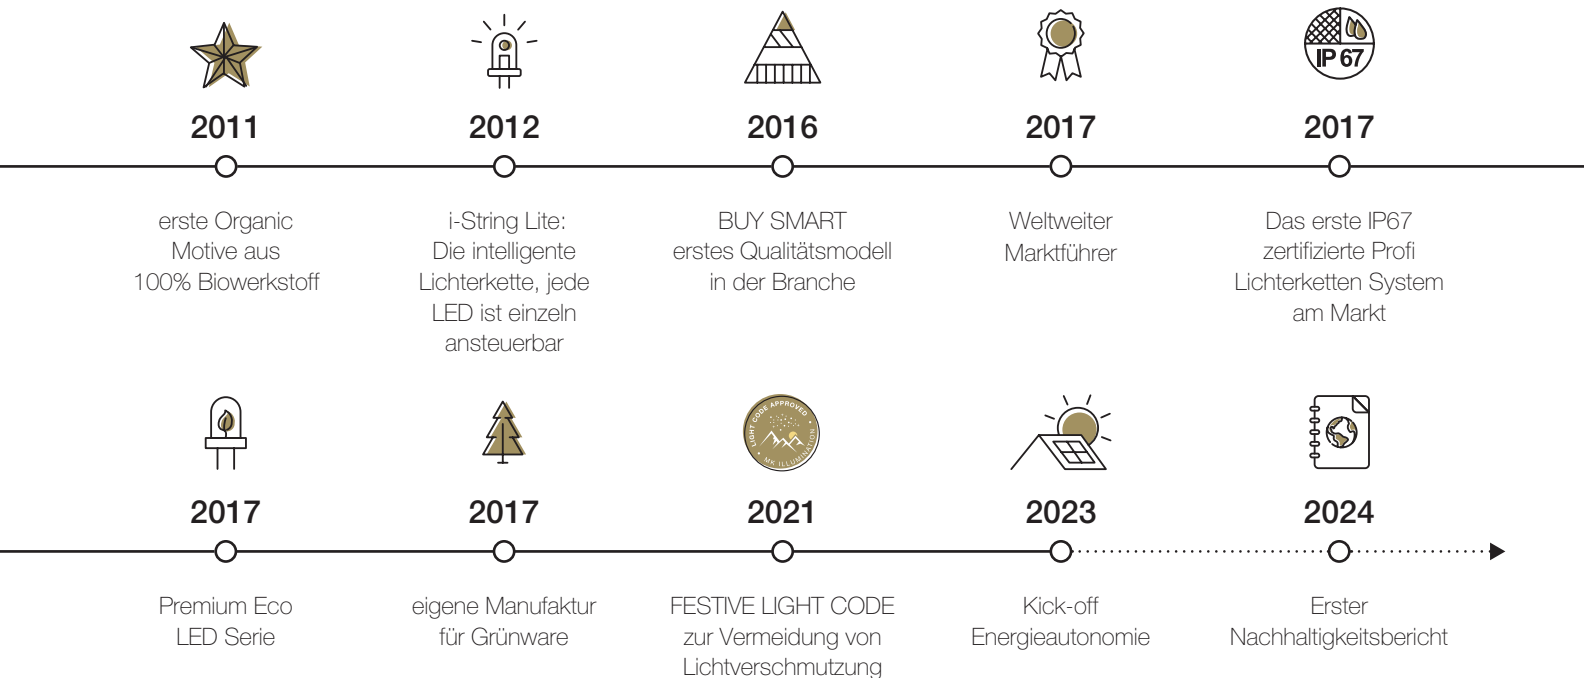 IP 67
2011
2012
2016
2017
2017
erste Organic
Motive aus
100% Biowerkstoff
i-String Lite:
Die intelligente
Lichterkette, jede
LED ist einzeln
ansteuerbar
BUY SMART
erstes Qualitätsmodell
in der Branche
Weltweiter
Marktführer
Das erste IP67
zertifizierte Profi
Lichterketten System
am Markt
LIGHT CODE APPROVED
• MK ILLUMINATION •
2017
2017
2021
2023
2024
Premium Eco
LED Serie
eigene Manufaktur
für Grünware
FESTIVE LIGHT CODE
zur Vermeidung von
Lichtverschmutzung
Kick-off
Energieautonomie
Erster
Nachhaltigkeitsbericht